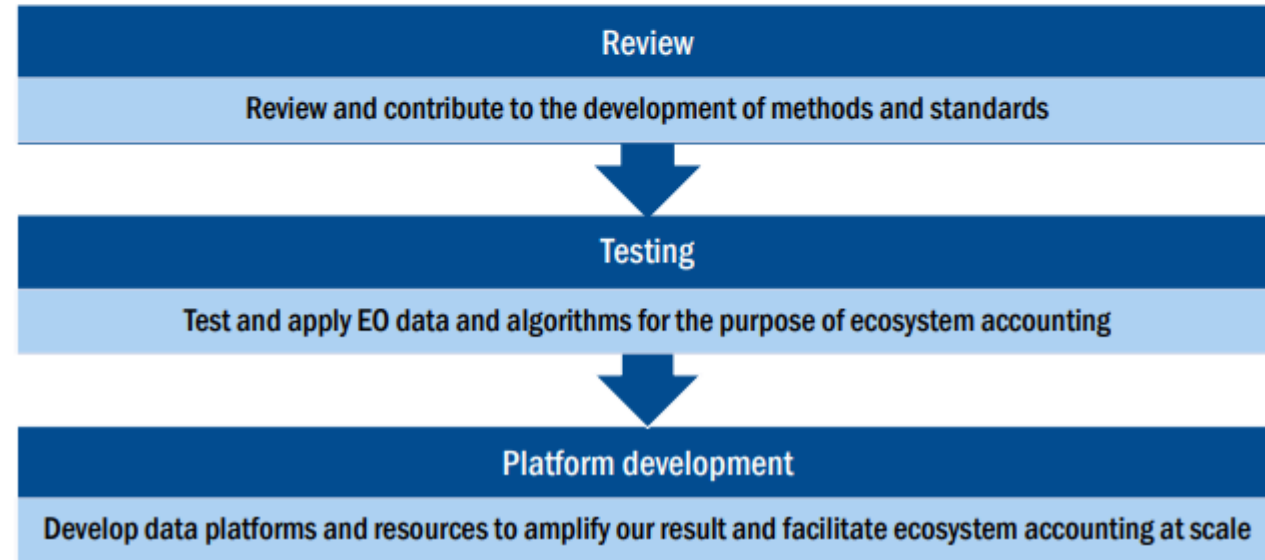 Review
Review and contribute to the development of methods and standards
Testing
Test and apply EO data and algorithms for the purpose of ecosystem accounting
Platform development
Develop data platforms and resources to amplify our result and facilitate ecosystem accounting at scale